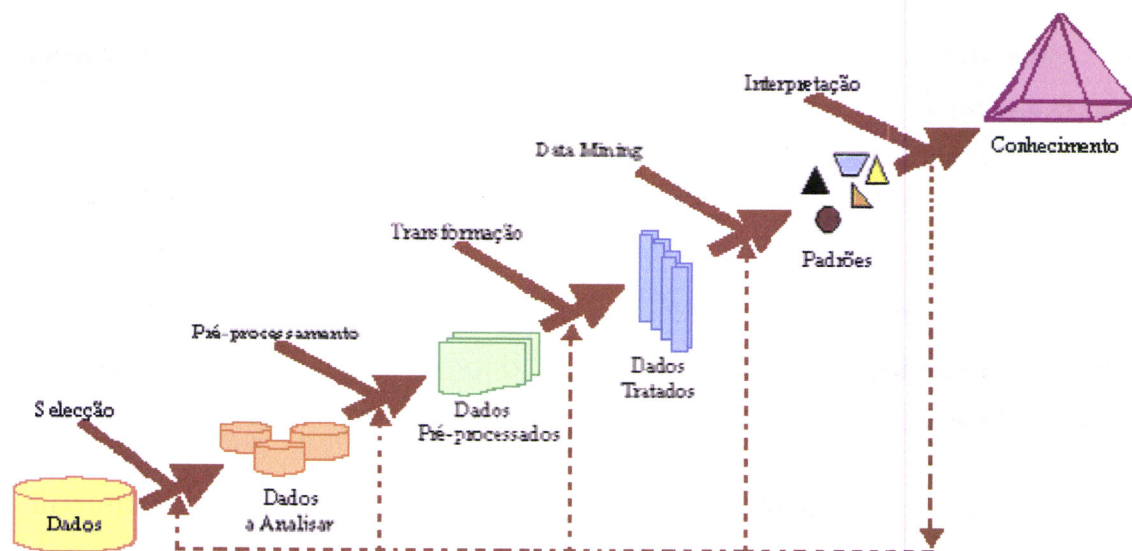 Interpretação
Conhecimento
Data Mining
Padrões
Transformação
Dados
Tratados
Pré-processamento
Dados
Pré-processados
Selecção
Dados
a Analisar
Dados